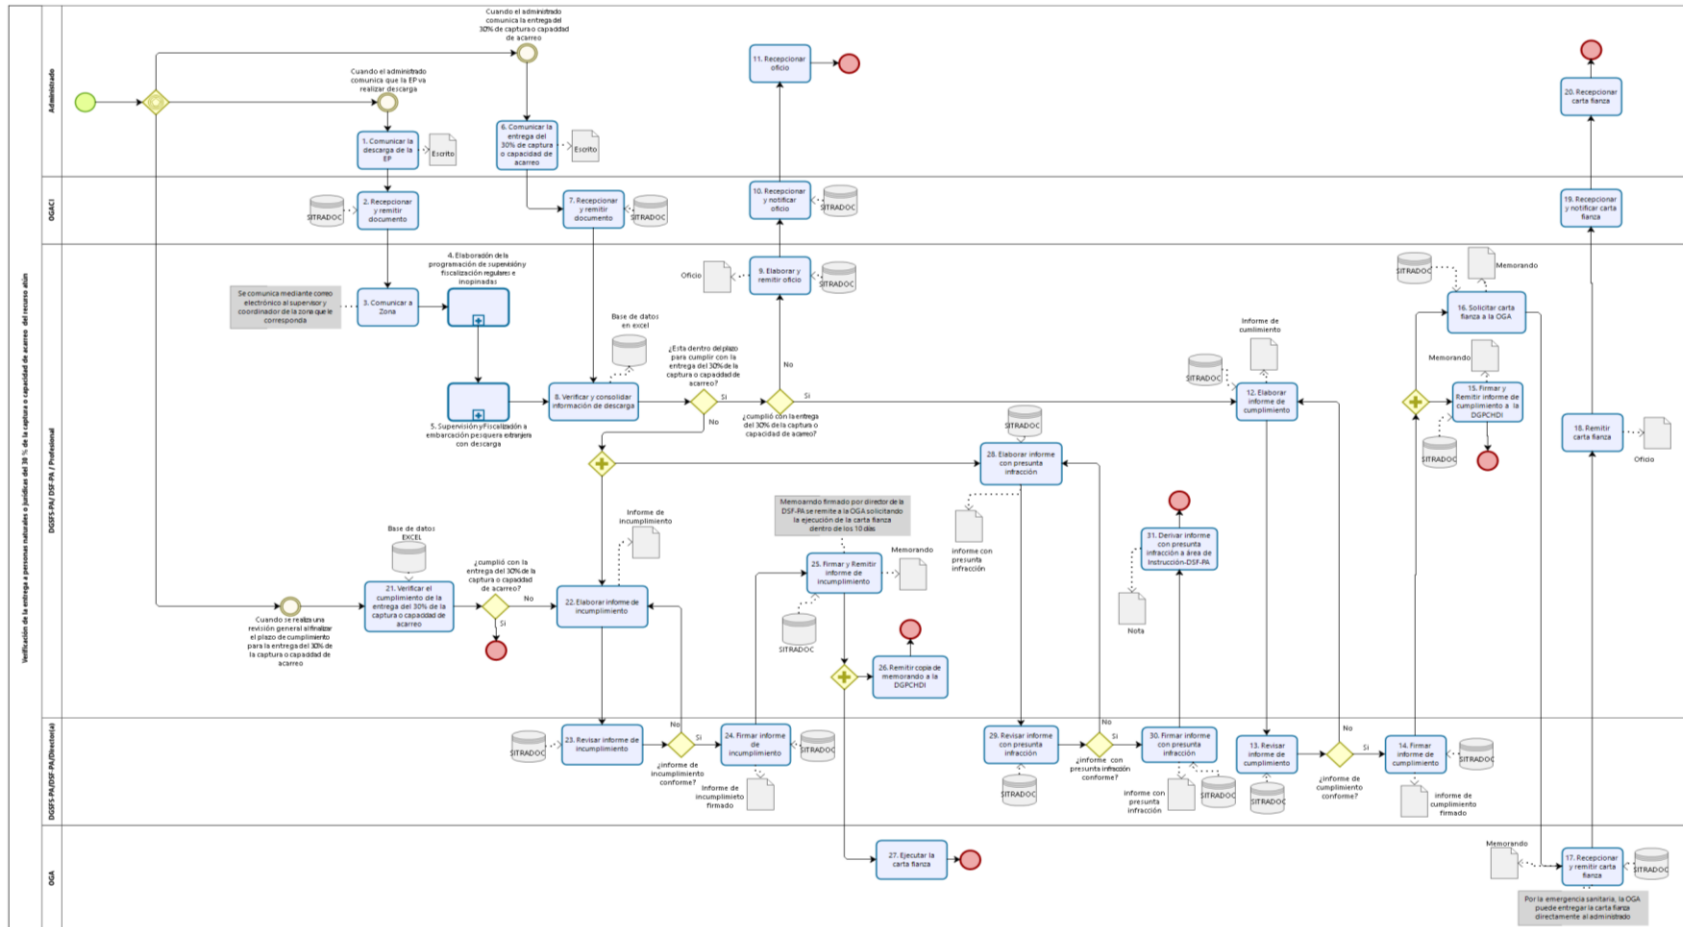 Verificación de la entrega a personas naturales o jurídicas del 30 % de la captura o capacidad de acarreo del recurso atún
Administrado
Cuando el administrado
comunica la entrega del
30% de captura o capacidad
de acarreo
Cuando el administrado
comunica que la EP va
realizar descarga
1. Comunicar la
descarga de la
EP
Escrito
6. Comunicar la
entrega del
30% de captura
o capacidad de
acarreo
Escrito
11. Recepcionar
oficio
20. Recepcionar
carta fianza
OGACI
SITRADOC
2. Recepcionar
y remitir
documento
7. Recepcionar
y remitir
documento
SITRADOC
10. Recepcionar
y notificar
oficio
SITRADOC
19. Recepcionar
y notificar carta
fianza
DGSFS-PA/ DSF-PA / Profesional
Se comunica mediante correo
electrónico al supervisor y
coordinador de la zona que le
corresponda
3. Comunicar a
Zona
4. Elaboración de la
programación de supervisión y
fiscalización regulares e
inopinadas
5. Supervisión y Fiscalización a
embarcación pesquera extranjera
con descarga
Base de datos
en excel
8. Verificar y consolidar
información de descarga
¿Esta dentro del plazo
para cumplir con la
entrega del 30% de la
captura o capacidad de
acarreo?
Si
No
Oficio
9. Elaborar y
remitir oficio
SITRADOC
No
Si
¿cumplió con la entrega
del 30% de la captura o
capacidad de acarreo?
Informe de
cumlimiento
SITRADOC
12. Elaborar
informe de
cumplimiento
SITRADOC
Memorando
16. Solicitar carta
fianza a la OGA
Memorando
15. Firmar y
Remitir informe de
cumplimiento a la
DGPCHDI
SITRADOC
18. Remitir
carta fianza
Oficio
SITRADOC
28. Elaborar informe
con presunta
infracción
informe con
presunta
infracción
31. Derivar informe
con presunta
infracción a área de
Instrucción-DSF-PA
Nota
Memoarndo firmado por director de la
DSF-PA se remite a la OGA solicitando
la ejecución de la carta fianza
dentro de los 10 días
25. Firmar y Remitir
informe de
incumplimiento
Memorando
SITRADOC
26. Remitir copia de
memorando a la
DGPCHDI
Cuando se realiza una
revisión general al finalizar
el plazo de cumplimiento
para la entrega del 30% de
la captura o capacidad de
acarreo
Base de datos
EXCEL
21. Verificar el
cumplimiento de la
entrega del 30% de la
captura o capacidad de
acarreo
¿cumplió con la
entrega del 30% de la
captura o capacidad
de acarreo?
No
Si
Informe de
incumplimiento
22. Elaborar informe de
incumplimiento
DGSFS-PA/DSF-PA/Director(a)
SITRADOC
23. Revisar informe de
incumplimiento
No
Si
¿informe de
incumplimiento
conforme?
24. Firmar informe
de
incumplimiento
SITRADOC
Informe de
incumplimieto
firmado
29. Revisar informe
con presunta
infracción
SITRADOC
No
Si
¿informe con
presunta infracción
conforme?
30. Firmar informe
con presunta
infracción
informe con
presunta
infracción
SITRADOC
13. Revisar
informe de
cumplimiento
SITRADOC
No
Si
¿informe de
cumplimiento
conforme?
14. Firmar
informe de
cumplimiento
SITRADOC
informe de
cumplimiento
firmado
OGA
27. Ejecutar la
carta fianza
Memorando
17. Recepcionar
y remitir carta
fianza
SITRADOC
Por la emergencia sanitaria, la OGA
puede entregar la carta fianza
directamente al administrado